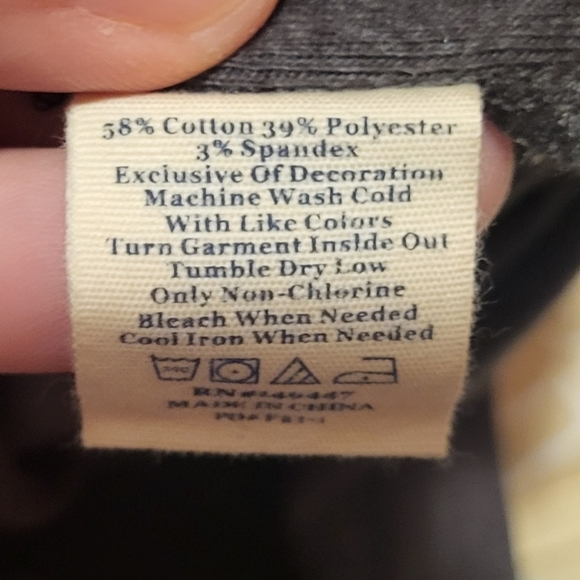 58% Cotton 39% Polyester
3% Spandex
Exclusive Of Decoration
Machine Wash Cold
With Like Colors
Turn Garment Inside Out
Tumble Dry Low
Only Non-Chlorine
Bleach When Needed
Cool Iron When Needed
MADE IN CHINA